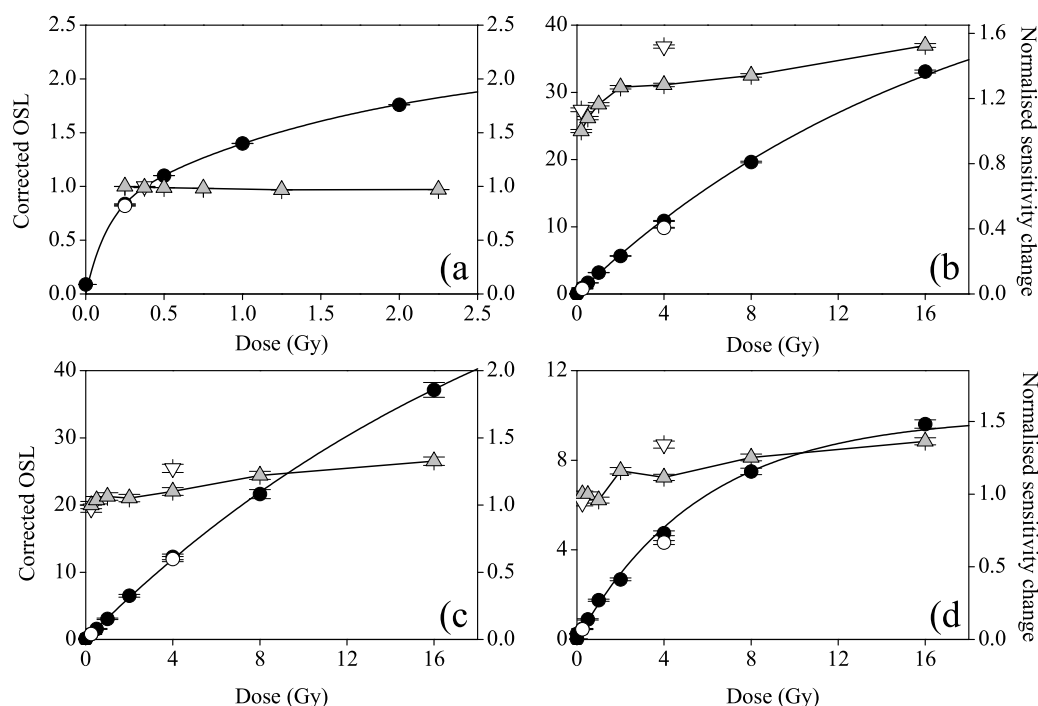 2.5 2.5 40 1.6
2.0 2.0 30 1.2
1.5 1.5 20 0.8
1.0 1.0 10 0.4
0.5 0.5
0.0 (a 0.0 0 (b 0.0
0.0 0.5 1.0 1.5 2.0 2.5 0 4 8 12 16
Corrected OSL
Normalised sensitivity change
Dose (Gy) Dose (Gy)
40 2.0 12 1.5
30 1.5 8 1.0
20 1.0 4 0.5
10 0.5
0 (c 0.0 0 (d 0.0
0 4 8 12 16 0 4 8 12 16
Corrected OSL
Normalised sensitivity change
Dose (Gy) Dose (Gy)